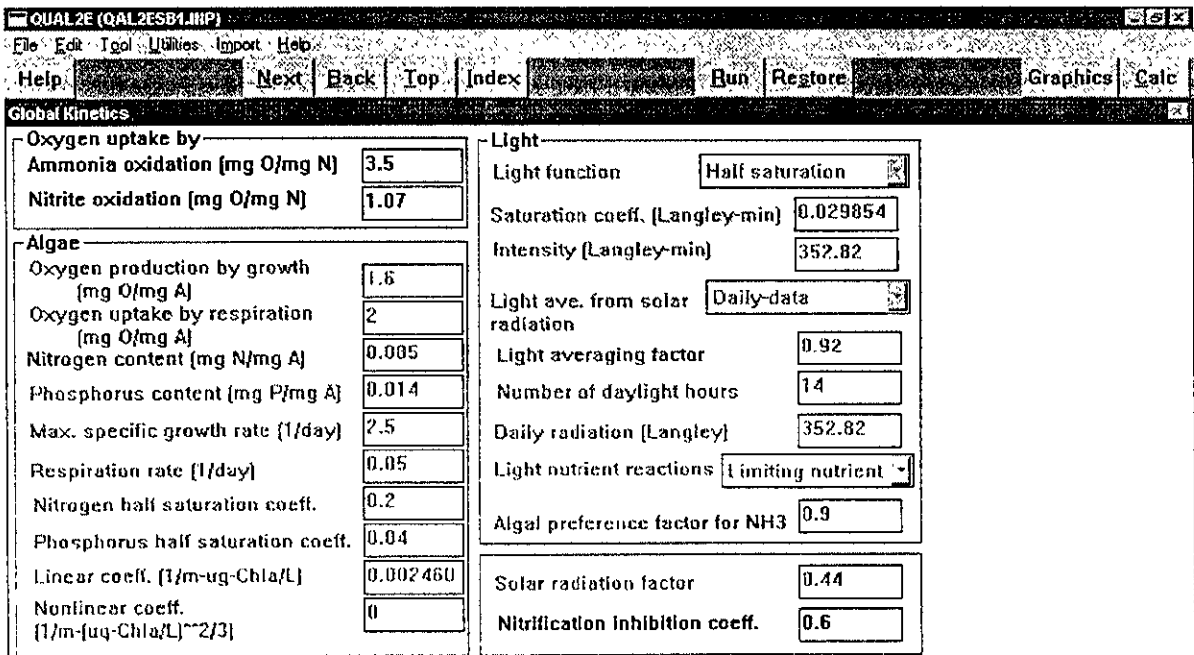 QUAL2E (QAL2ESB1.INP)
File Edit Tool Utilities Import Help
Help Next Back Top Index Run Restore Graphics Calc
Global Kinetics
Oxygen uptake by
Ammonia oxidation (mg O/mg N) 3.5
Nitrite oxidation (mg O/mg N) 1.07
Algae
Oxygen production by growth
(mg O/mg A) 1.6
Oxygen uptake by respiration
(mg O/mg A) 2
Nitrogen content (mg N/mg A) 0.085
Phosphorus content (mg P/mg A) 0.014
Max. specific growth rate (1/day) 2.5
Respiration rate (1/day) 0.05
Nitrogen half saturation coeff. 0.2
Phosphorus half saturation coeff. 0.04
Linear coeff. (1/m-ug-Chla/L) 0.002460
Nonlinear coeff.
(1/m-(ug-Chla/L)^2/3) 0
Light
Light function Half saturation
Saturation coeff. (Langley-min) 0.029854
Intensity (Langley-min) 352.82
Light ave. from solar
radiation Daily-data
Light averaging factor 0.92
Number of daylight hours 14
Daily radiation (Langley) 352.82
Light nutrient reactions Limiting nutrient
Algal preference factor for NH3 0.9
Solar radiation factor 0.44
Nitrification inhibition coeff. 0.6